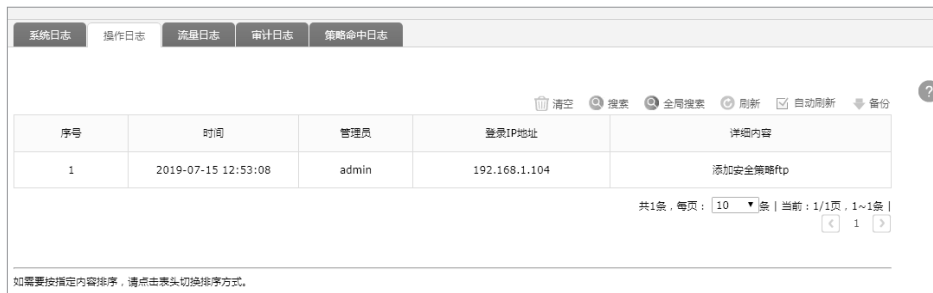 系统日志 操作日志 流量日志 审计日志 策略命中日志
清空 搜索 全局搜索 刷新 自动刷新 备份 ?
序号 时间 管理员 登录IP地址 详细内容
1 2019-07-15 12:53:08 admin 192.168.1.104 添加安全策略ftp
共1条，每页： 10 条 | 当前：1/1页，1~1条 |
< 1 >
如需要按指定内容排序，请点击表头切换排序方式。